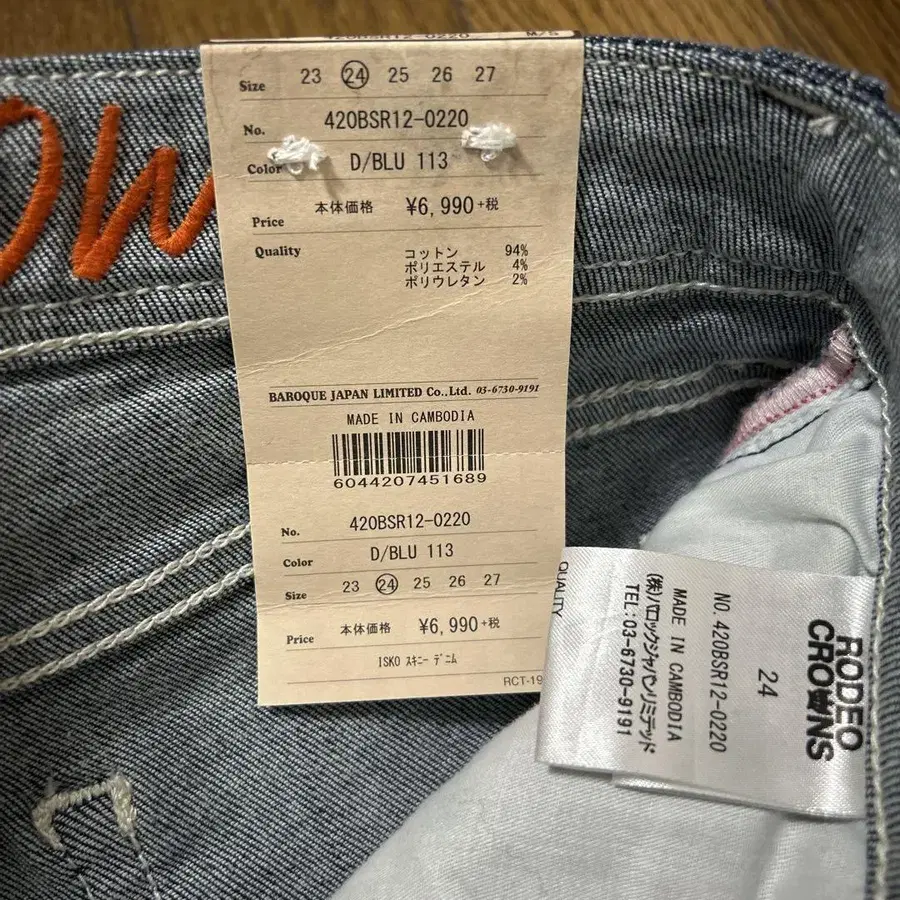 420BSR12-0220 M/S
Size 23 24 25 26 27
No. 420BSR12-0220
Color D/BLU 113
Price 本体価格 ¥6,990+税
Quality コットン 94%
ポリエステル 4%
ポリウレタン 2%
BAROQUE JAPAN LIMITED Co.,Ltd. 03-6730-9191
MADE IN CAMBODIA
6044207451689
No. 420BSR12-0220
Color D/BLU 113
Size 23 24 25 26 27
Price 本体価格 ¥6,990+税
ISKO スキニー デニム
RCT-19
RODEO
CROWNS
24
NO. 420BSR12-0220
MADE IN CAMBODIA
(株)バロックジャパンリミテッド
TEL:03-6730-9191
QUALITY